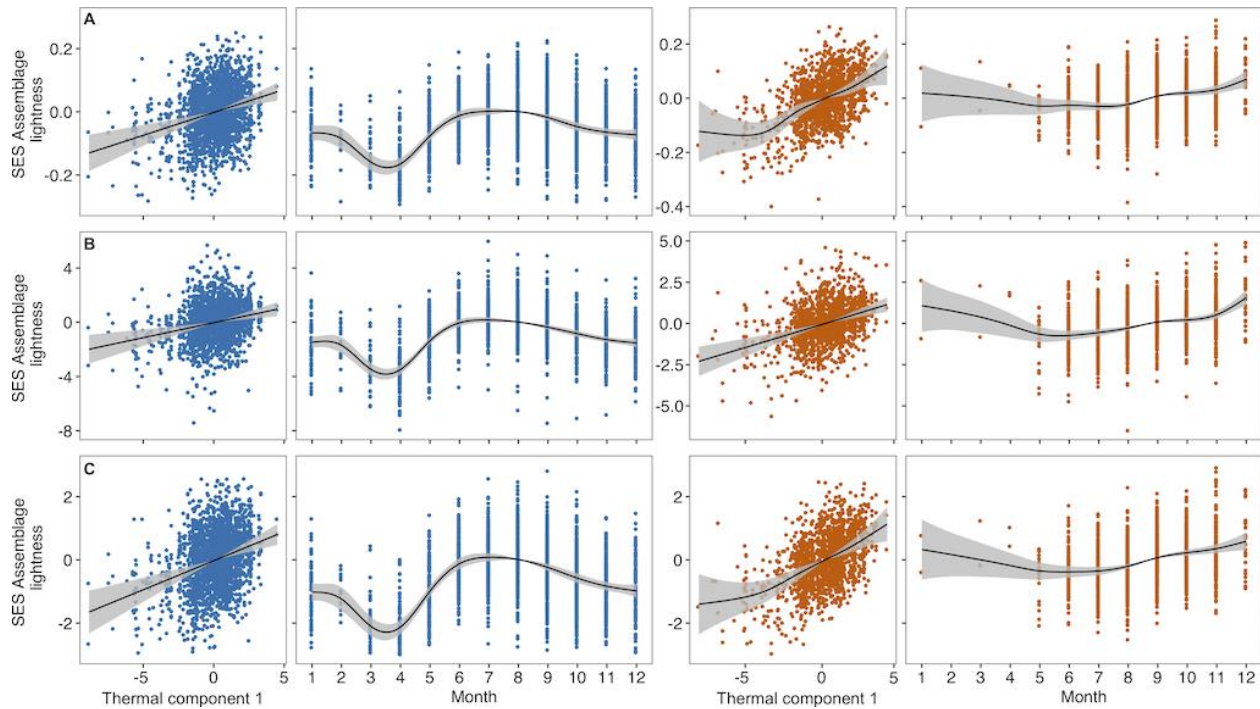 A
SES Assemblage
lightness
0.2
0.0
-0.2
0.2
0.0
-0.2
-0.4
B
SES Assemblage
lightness
4
0
-4
-8
5.0
2.5
0.0
-2.5
-5.0
C
SES Assemblage
lightness
2
0
-2
2
0
-2
-5 0 5 1 2 3 4 5 6 7 8 9 10 11 12 -5 0 5 1 2 3 4 5 6 7 8 9 10 11 12
Thermal component 1 Month Thermal component 1 Month